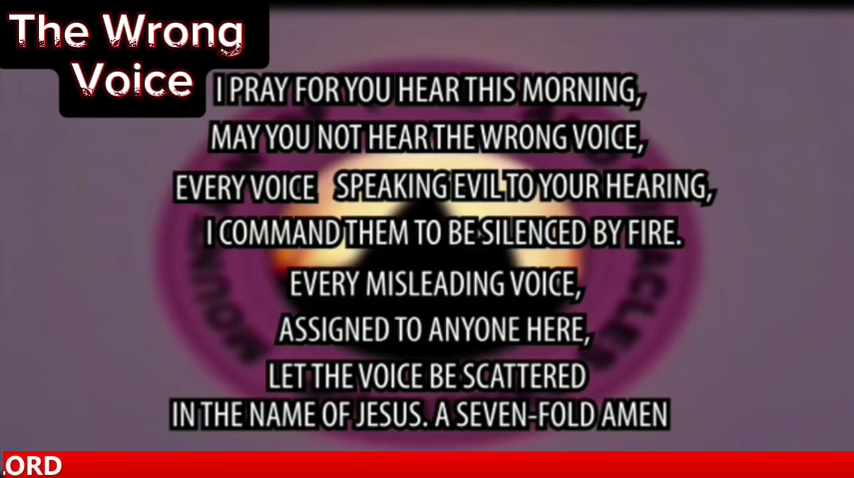 The Wrong
Voice
I PRAY FOR YOU HEAR THIS MORNING,
MAY YOU NOT HEAR THE WRONG VOICE,
EVERY VOICE SPEAKING EVIL TO YOUR HEARING,
I COMMAND THEM TO BE SILENCED BY FIRE.
EVERY MISLEADING VOICE,
ASSIGNED TO ANYONE HERE,
LET THE VOICE BE SCATTERED
IN THE NAME OF JESUS. A SEVEN-FOLD AMEN
ORD